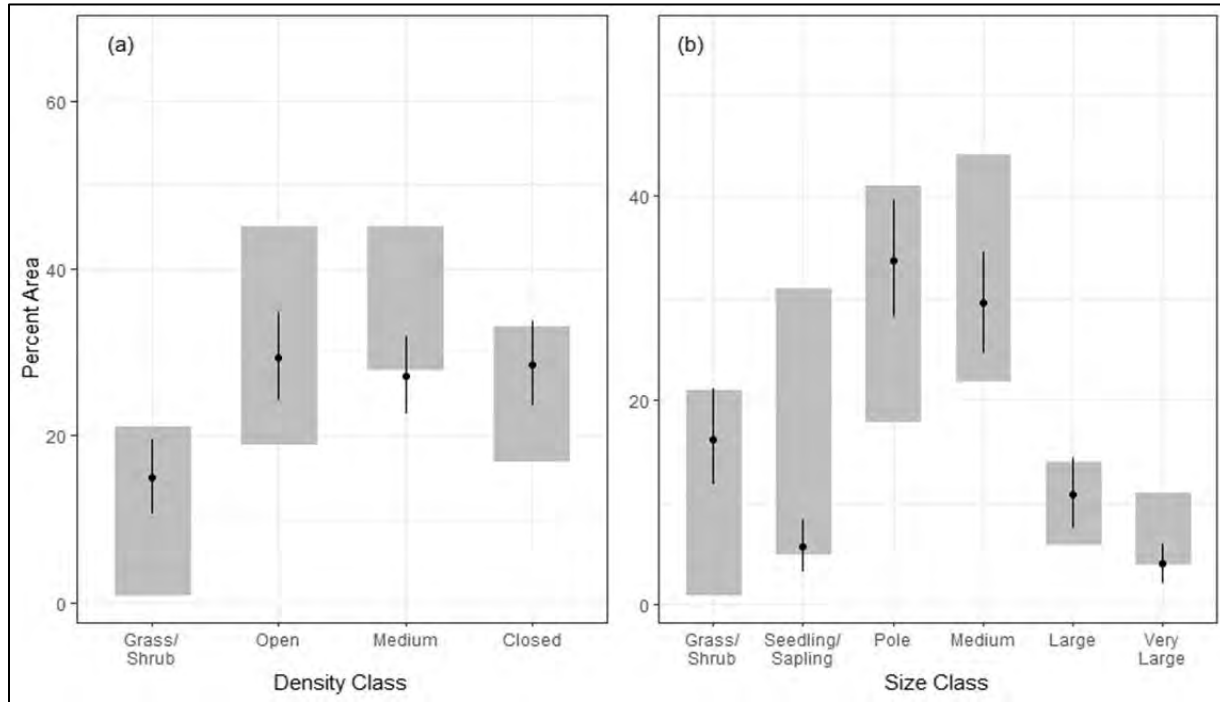 (a)
Percent Area
60
40
20
0
Grass/
Shrub
Open
Medium
Closed
Density Class
(b)
40
20
0
Grass/
Shrub
Seedling/
Sapling
Pole
Medium
Large
Very
Large
Size Class